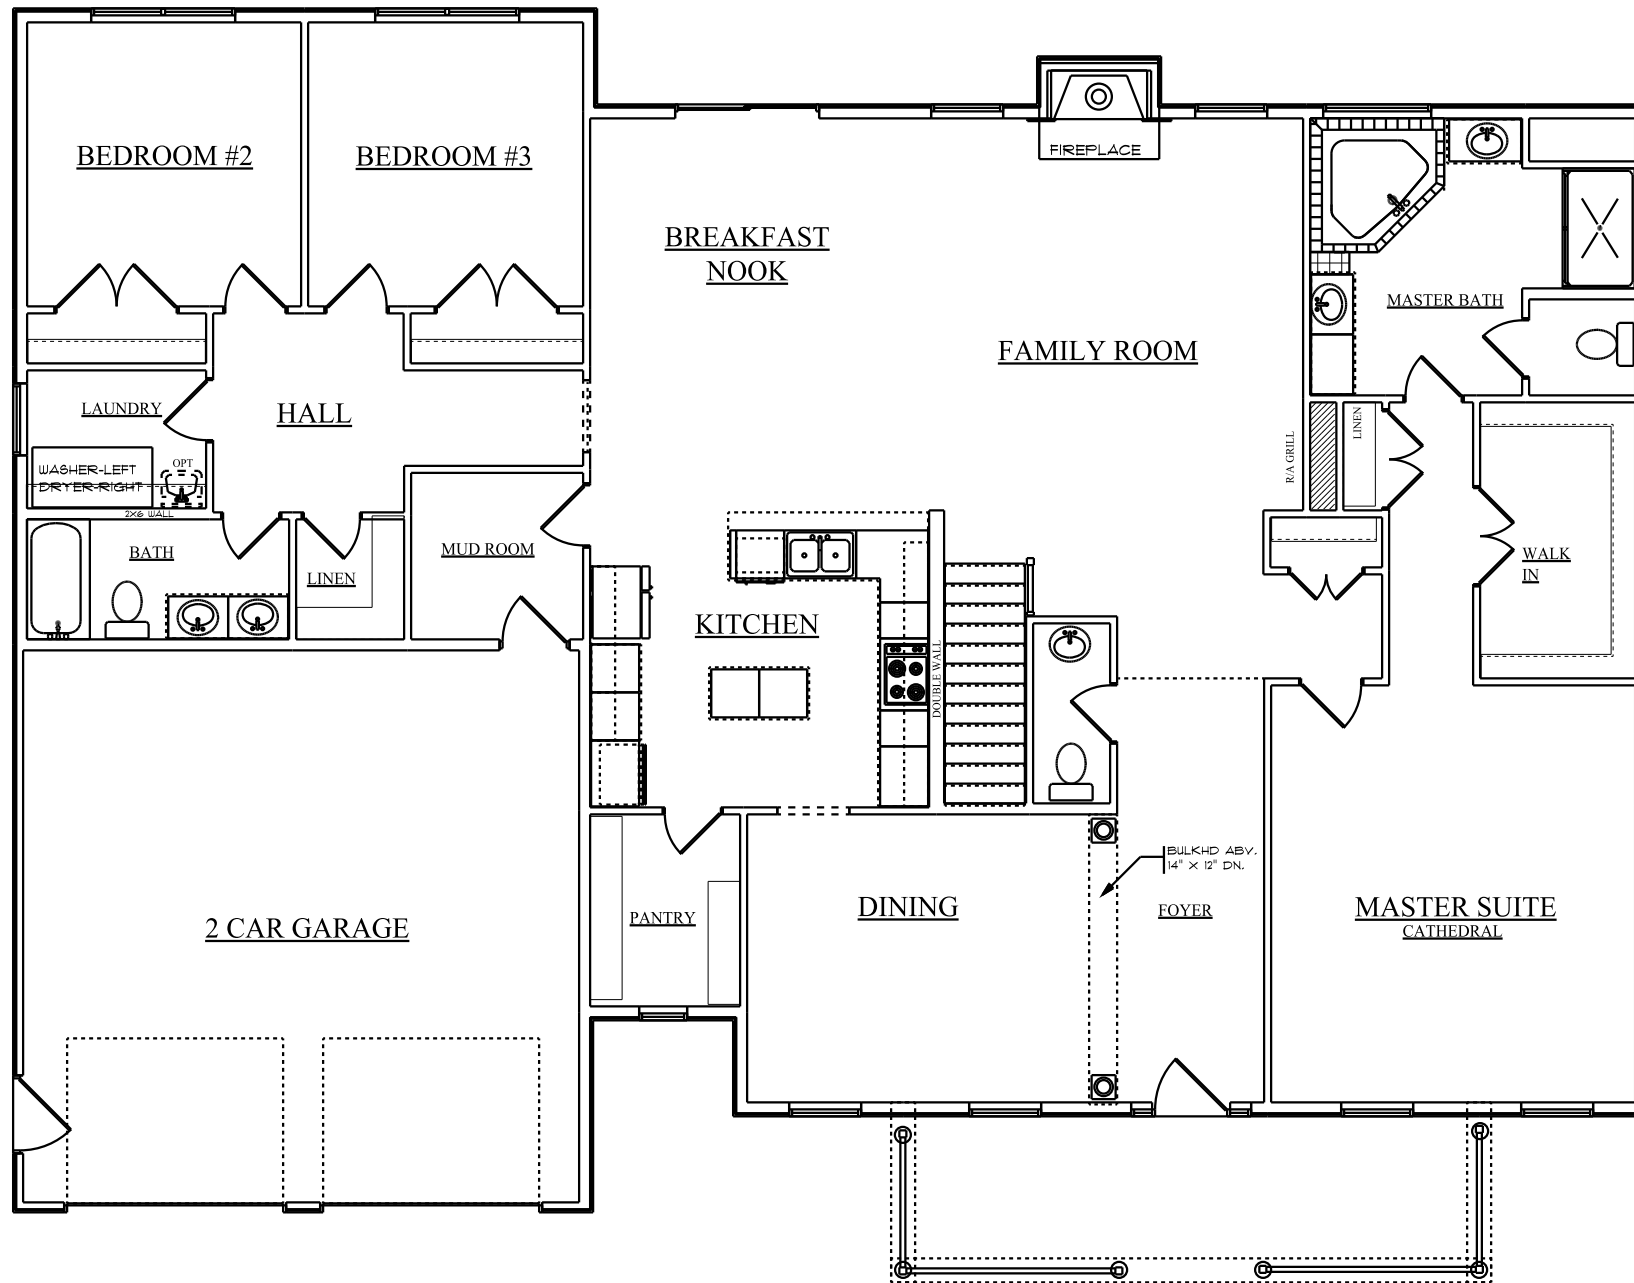 BEDROOM #2
BEDROOM #3
FIREPLACE
BREAKFAST
NOOK
MASTER BATH
FAMILY ROOM
LAUNDRY
HALL
LINEN
R/A GRILL
WASHER-LEFT
DRYER-RIGHT
OPT
2X6 WALL
BATH
LINEN
MUD ROOM
WALK
IN
KITCHEN
DOUBLE WALL
BULKHD ABV.
14" X 12" DN.
2 CAR GARAGE
PANTRY
DINING
FOYER
MASTER SUITE
CATHEDRAL